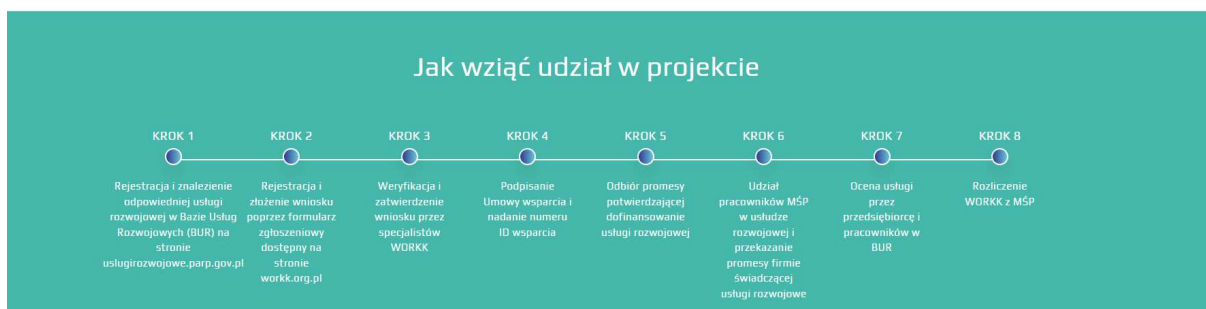 Jak wziąć udział w projekcie
KROK 1
Rejestracja i znalezienie
odpowiedniej usługi
rozwojowej w Bazie Usług
Rozwojowych (BUR) na
stronie
uslugirozwojowe.parp.gov.pl
KROK 2
Rejestracja i
złożenie wniosku
poprzez formularz
zgłoszeniowy
dostępny na
stronie
workk.org.pl
KROK 3
Weryfikacja i
zatwierdzenie
wniosku przez
specjalistów
WORKK
KROK 4
Podpisanie
Umowy wsparcia i
nadanie numeru
ID wsparcia
KROK 5
Odbiór promesy
potwierdzającej
dofinansowanie
usługi rozwojowej
KROK 6
Udział
pracowników MŚP
w usłudze
rozwojowej i
przekazanie
promesy firmie
świadczącej
usługi rozwojowe
KROK 7
Ocena usługi
przez
przedsiębiorcę i
pracowników w
BUR
KROK 8
Rozliczenie
WORKK z MŚP